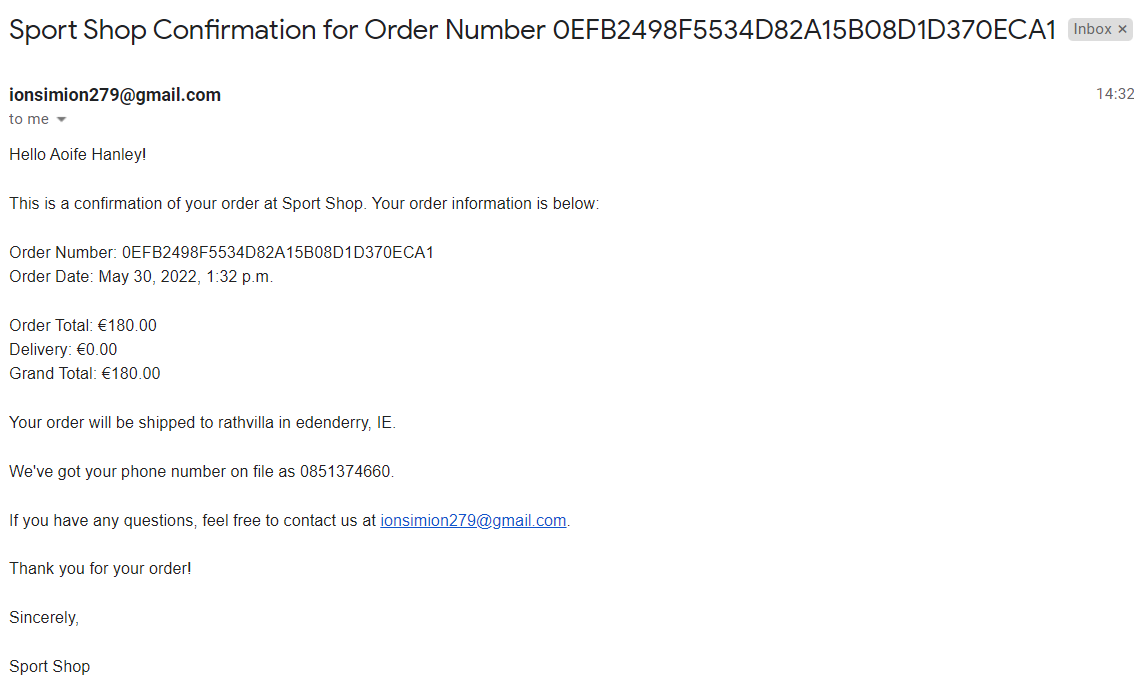 Sport Shop Confirmation for Order Number 0EFB2498F5534D82A15B08D1D370ECA1 Inbox ×
ionsimion279@gmail.com 14:32
to me
Hello Aoife Hanley!
This is a confirmation of your order at Sport Shop. Your order information is below:
Order Number: 0EFB2498F5534D82A15B08D1D370ECA1
Order Date: May 30, 2022, 1:32 p.m.
Order Total: €180.00
Delivery: €0.00
Grand Total: €180.00
Your order will be shipped to rathvilla in edenderry, IE.
We've got your phone number on file as 0851374660.
If you have any questions, feel free to contact us at ionsimion279@gmail.com.
Thank you for your order!
Sincerely,
Sport Shop